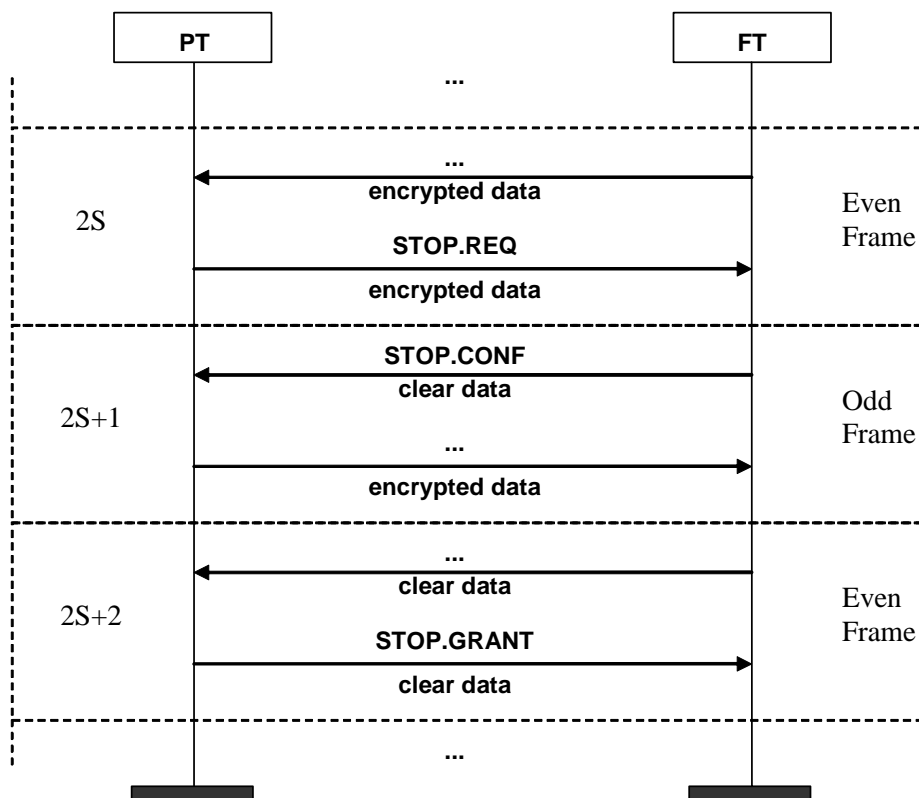 PT
FT
...
...
encrypted data
2S
Even
Frame
STOP.REQ
encrypted data
STOP.CONF
clear data
2S+1
Odd
Frame
...
encrypted data
...
clear data
2S+2
Even
Frame
STOP.GRANT
clear data
...